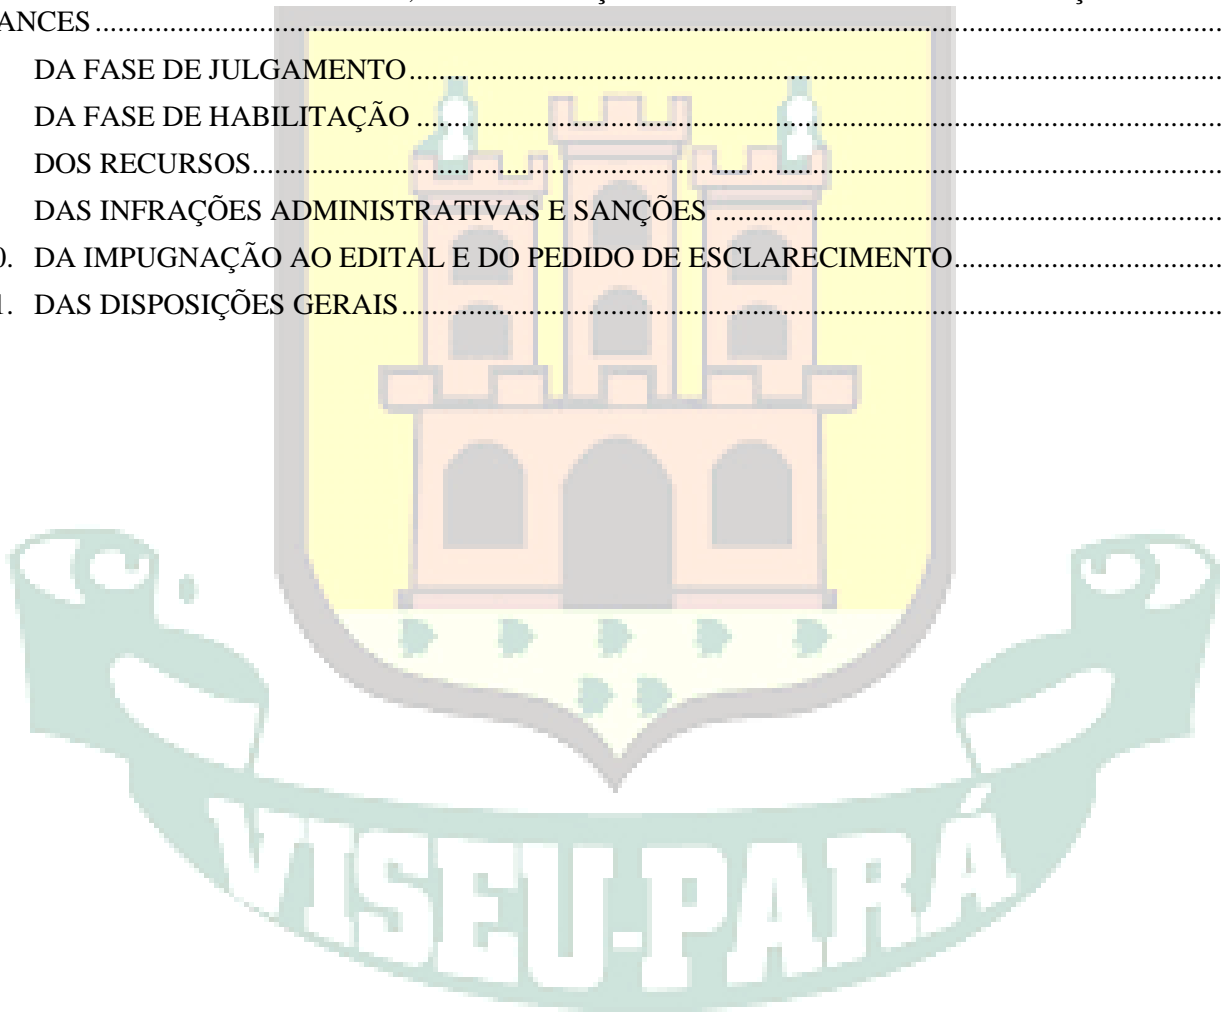 ANCES
DA FASE DE JULGAMENTO
DA FASE DE HABILITAÇÃO
DOS RECURSOS
DAS INFRAÇÕES ADMINISTRATIVAS E SANÇÕES
0. DA IMPUGNAÇÃO AO EDITAL E DO PEDIDO DE ESCLARECIMENTO
1. DAS DISPOSIÇÕES GERAIS
VISEU-PARÁ